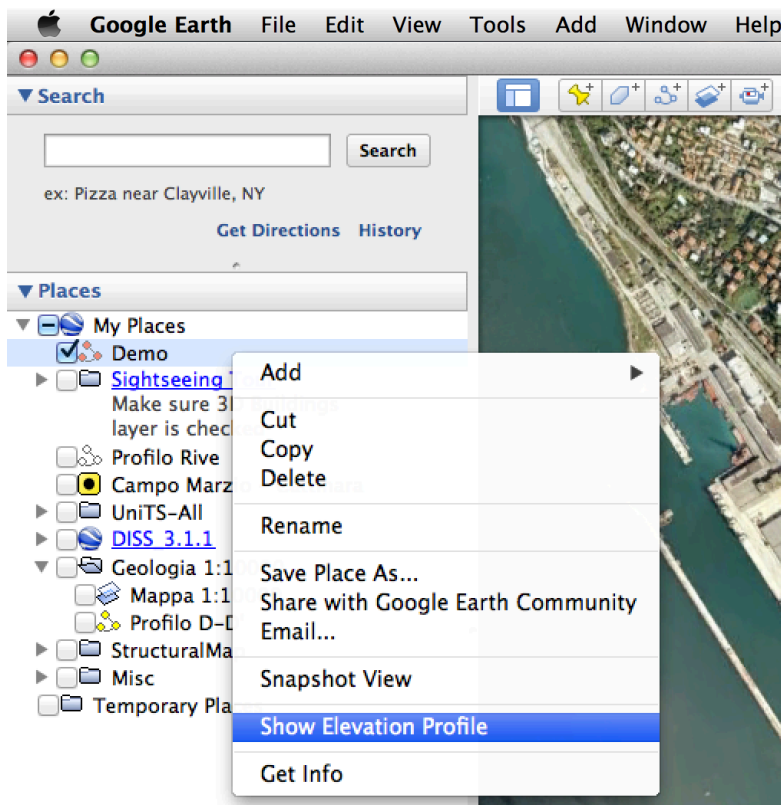 Google Earth File Edit View Tools Add Window Help
Search
Search
ex: Pizza near Clayville, NY
Get Directions History
Places
My Places
Demo
Sightseeing
Make sure 3D Buildings
layer is check
Profilo Rive
Campo Marz
UniTS-All
DISS_3.1.1
Geologia 1:1
Mappa 1:1
Profilo D-D
StructuralMa
Misc
Temporary Pla
Add
Cut
Copy
Delete
Rename
Save Place As...
Share with Google Earth Community
Email...
Snapshot View
Show Elevation Profile
Get Info